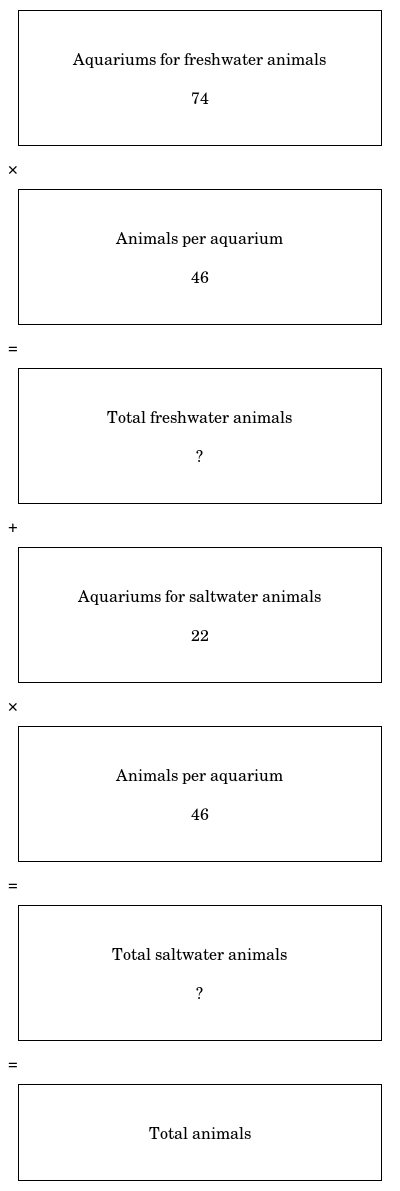 Aquariums for freshwater animals
74
×
Animals per aquarium
46
=
Total freshwater animals
?
+
Aquariums for saltwater animals
22
×
Animals per aquarium
46
=
Total saltwater animals
?
=
Total animals